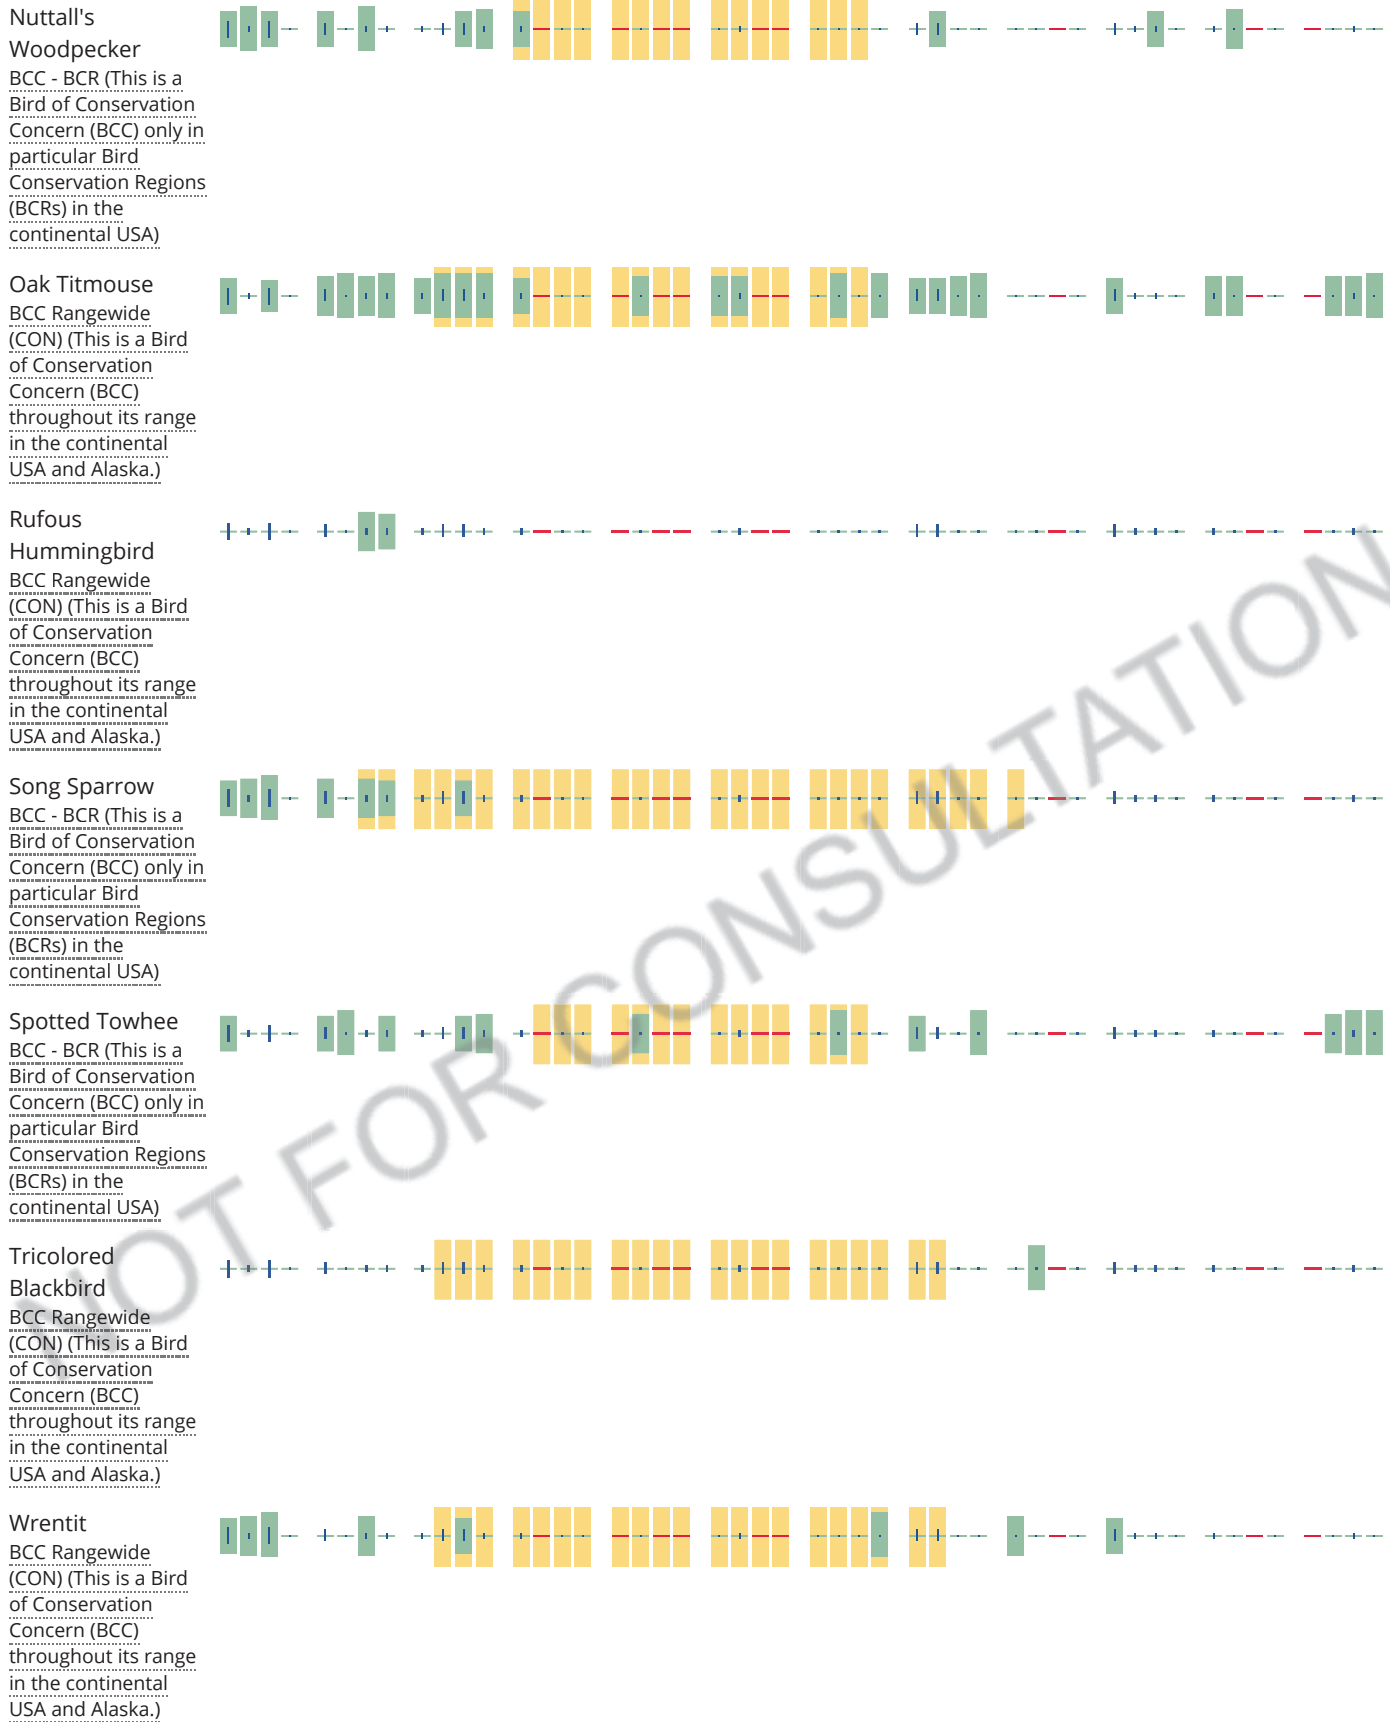 Nuttall's
Woodpecker
BCC - BCR (This is a
Bird of Conservation
Concern (BCC) only in
particular Bird
Conservation Regions
(BCRs) in the
continental USA)
Oak Titmouse
BCC Rangewide
(CON) (This is a Bird
of Conservation
Concern (BCC)
throughout its range
in the continental
USA and Alaska.)
Rufous
Hummingbird
BCC Rangewide
(CON) (This is a Bird
of Conservation
Concern (BCC)
throughout its range
in the continental
USA and Alaska.)
Song Sparrow
BCC - BCR (This is a
Bird of Conservation
Concern (BCC) only in
particular Bird
Conservation Regions
(BCRs) in the
continental USA)
Spotted Towhee
BCC - BCR (This is a
Bird of Conservation
Concern (BCC) only in
particular Bird
Conservation Regions
(BCRs) in the
continental USA)
Tricolored
Blackbird
BCC Rangewide
(CON) (This is a Bird
of Conservation
Concern (BCC)
throughout its range
in the continental
USA and Alaska.)
Wrentit
BCC Rangewide
(CON) (This is a Bird
of Conservation
Concern (BCC)
throughout its range
in the continental
USA and Alaska.)
NOT FOR CONSULTATION